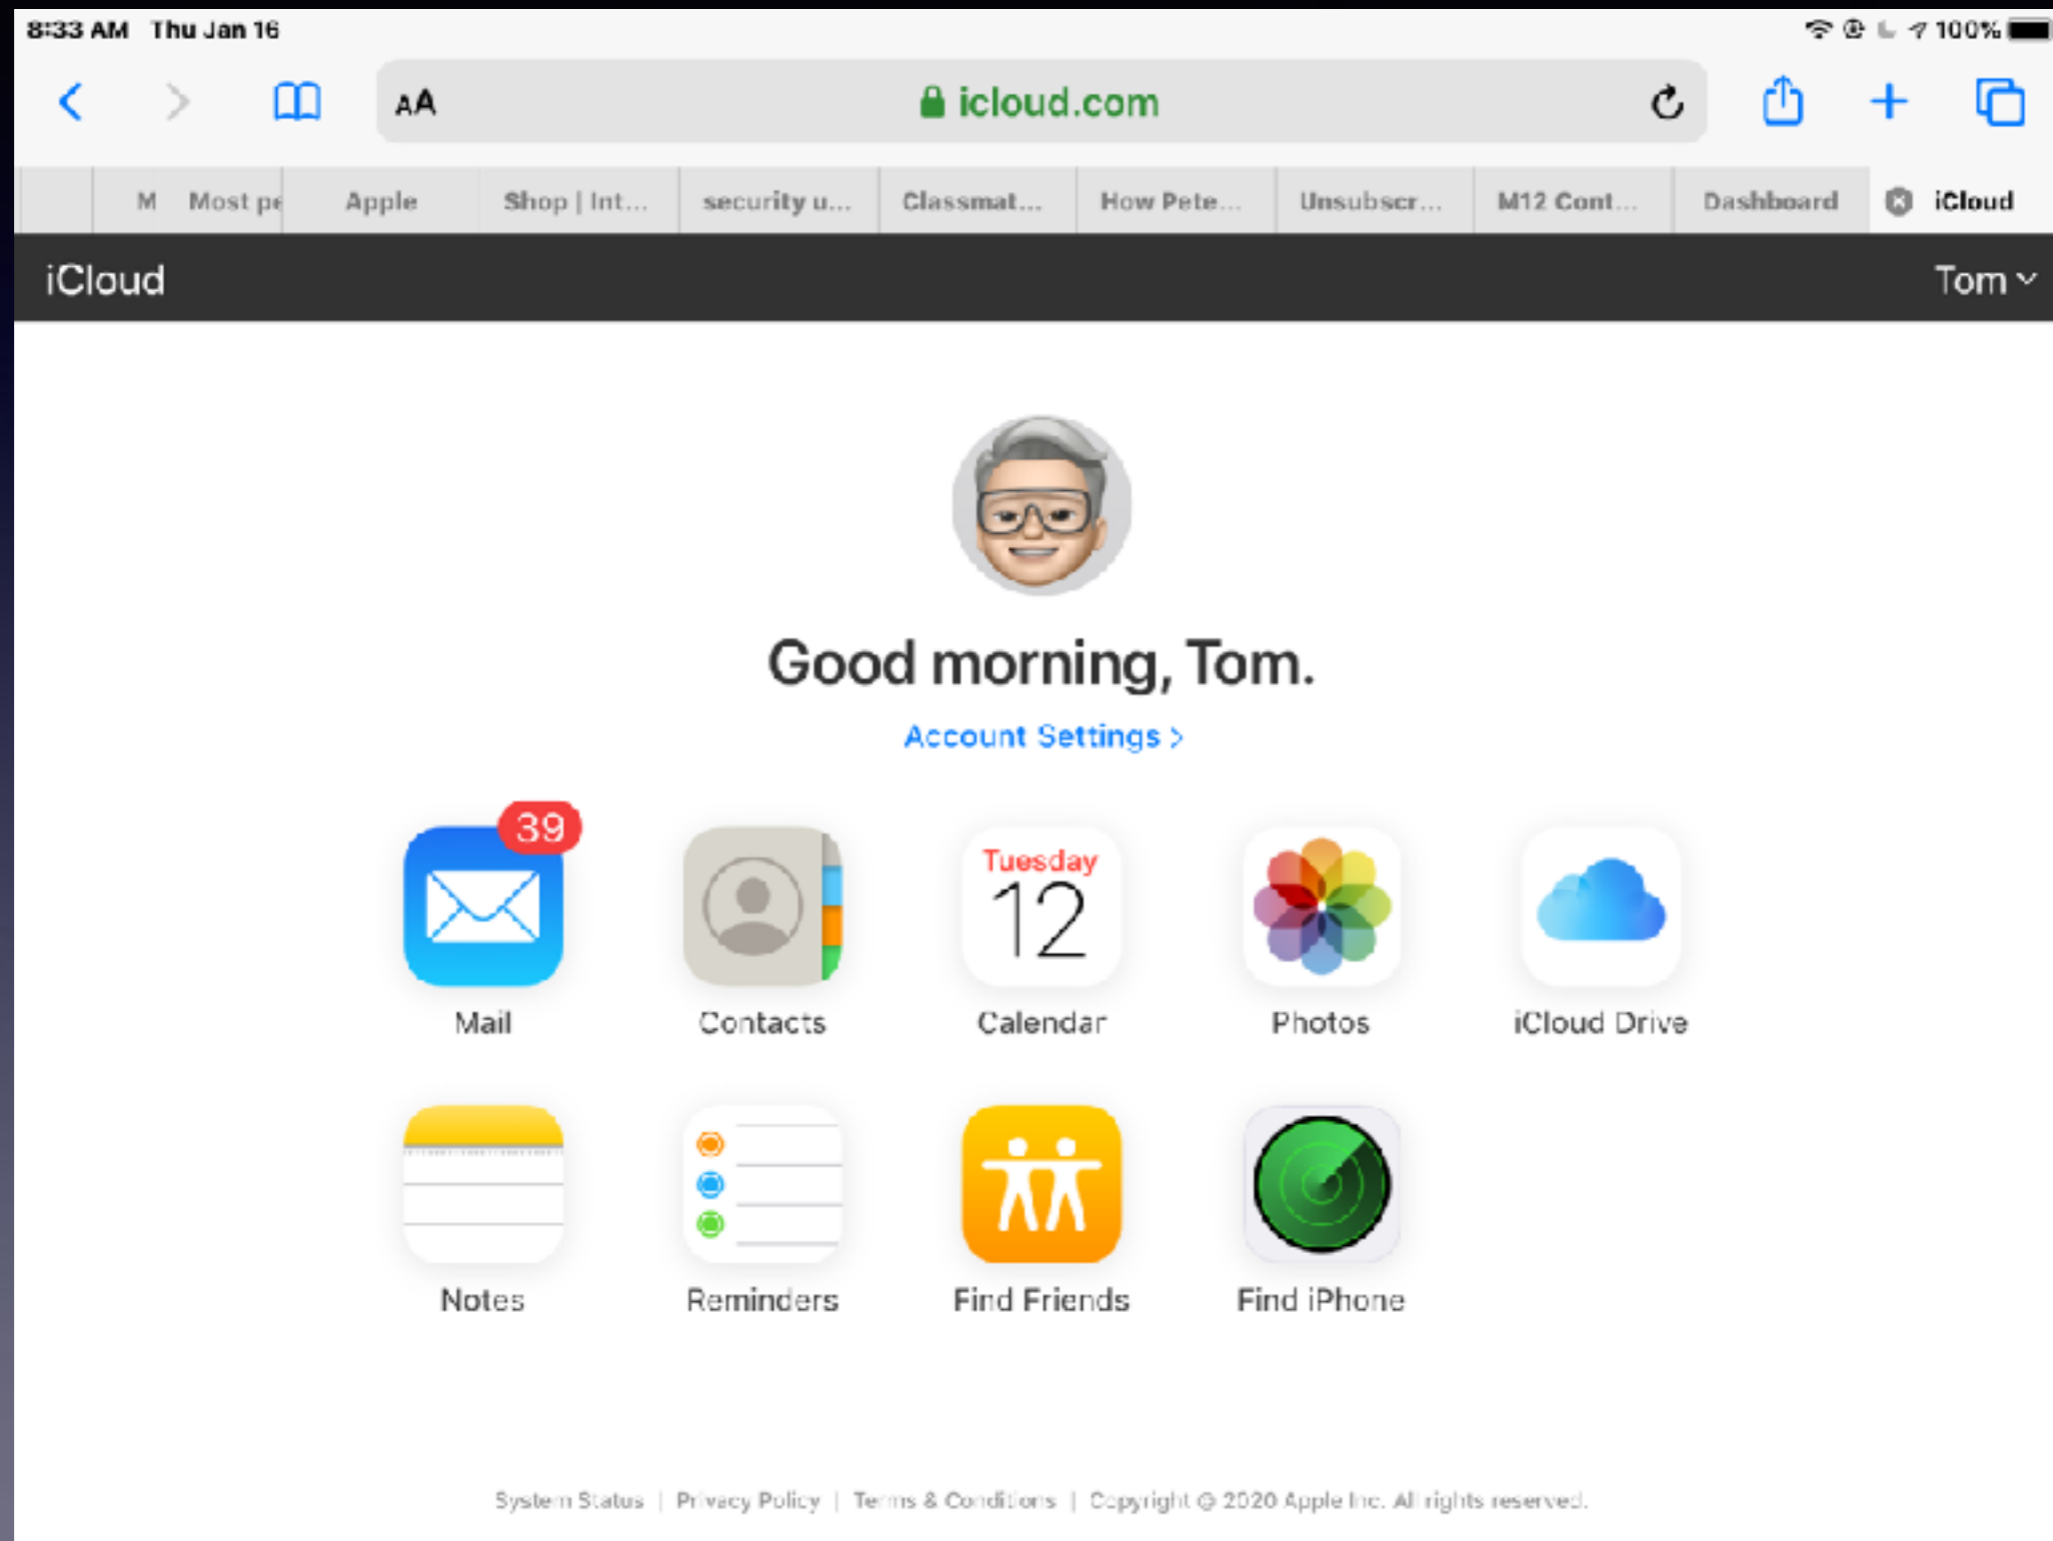 8:33 AM Thu Jan 16 100%
AA icloud.com
M Most pe Apple Shop | Int... security u... Classmat... How Pete... Unsubscr... M12 Cont... Dashboard iCloud
iCloud Tom
Good morning, Tom.
Account Settings >
39
Tuesday
12
Mail Contacts Calendar Photos iCloud Drive
Notes Reminders Find Friends Find iPhone
System Status | Privacy Policy | Terms & Conditions | Copyright © 2020 Apple Inc. All rights reserved.